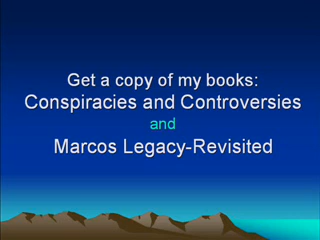 Get a copy of my books:
Conspiracies and Controversies
and
Marcos Legacy-Revisited